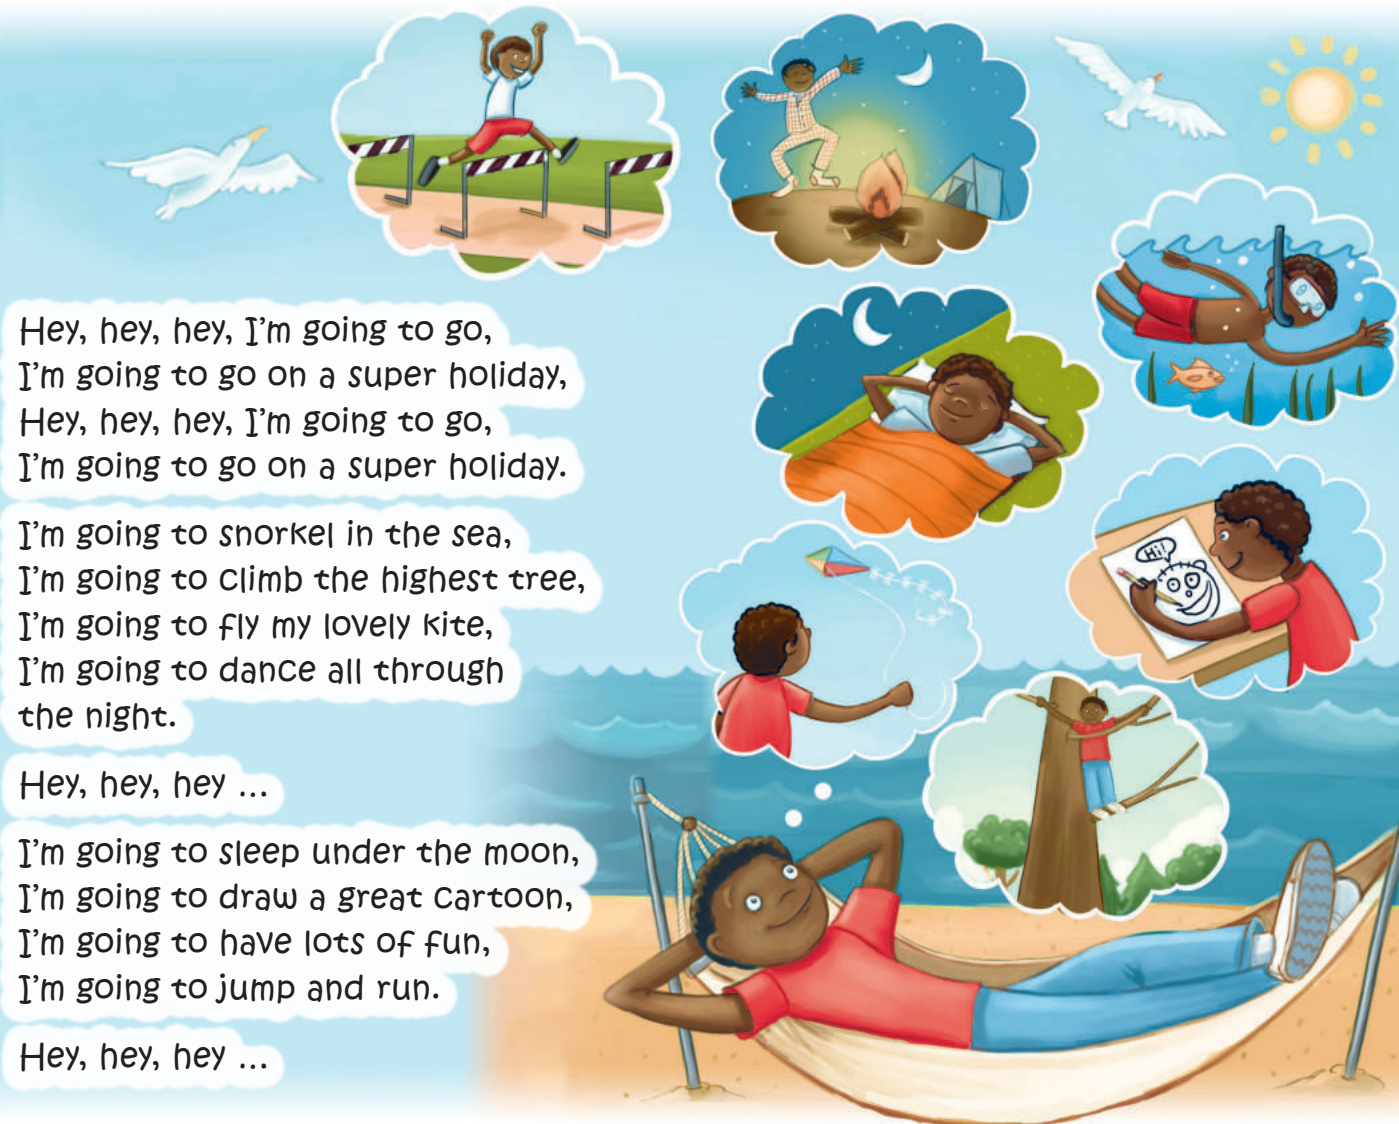 Hey, hey, hey, I'm going to go,
I'm going to go on a super holiday,
Hey, hey, hey, I'm going to go,
I'm going to go on a super holiday.
I'm going to snorkel in the sea,
I'm going to climb the highest tree,
I'm going to fly my lovely kite,
I'm going to dance all through
the night.
Hey, hey, hey ...
I'm going to sleep under the moon,
I'm going to draw a great cartoon,
I'm going to have lots of fun,
I'm going to jump and run.
Hey, hey, hey ...
Hi!